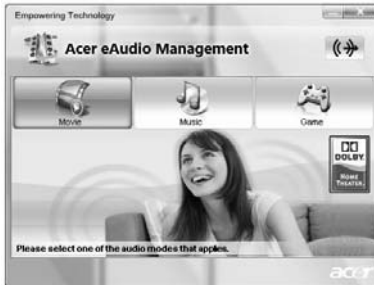 Empowering Technology
Acer eAudio Management
Movie
Music
Game
DOLBY
HOME
THEATER
Please select one of the audio modes that apples.
acer